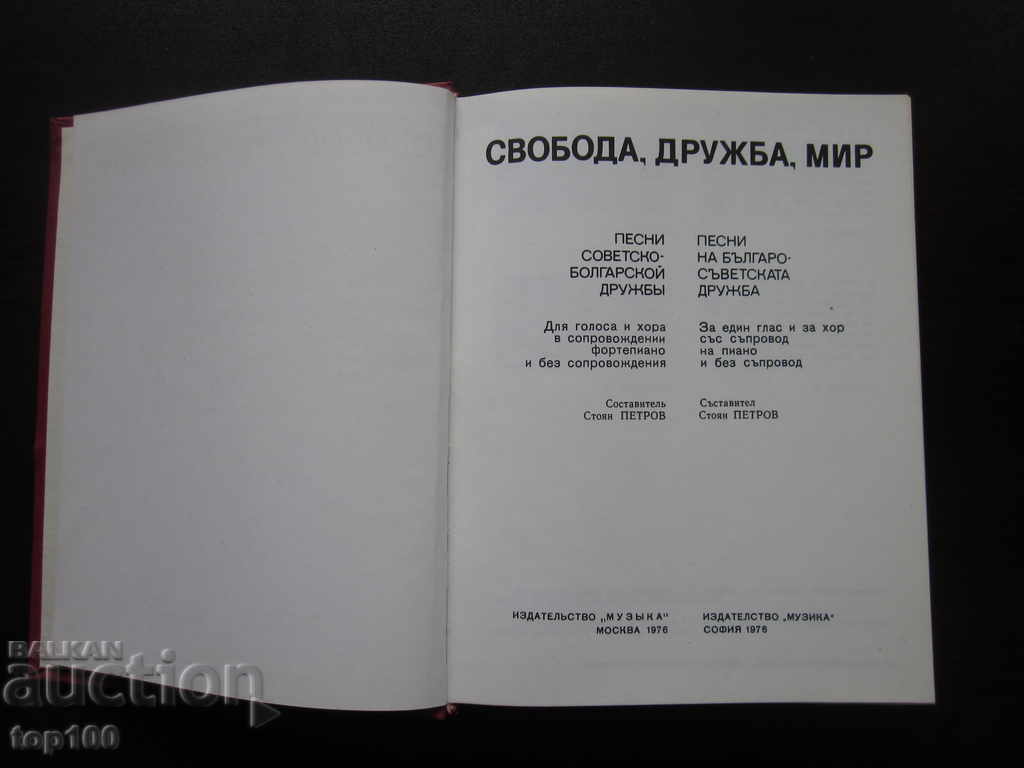 СВОБОДА, ДРУЖБА, МИР
ПЕСНИ
СОВЕТСКО-
БОЛГАРСКОЙ
ДРУЖБЫ
ПЕСНИ
НА БЪЛГАРО-
СЪВЕТСКАТА
ДРУЖБА
Для голоса и хора
в сопровождении
фортепиано
и без сопровождения
За един глас и за хор
със съпровод
на пиано
и без съпровод
Составитель
Стоян ПЕТРОВ
Съставител
Стоян ПЕТРОВ
ИЗДАТЕЛЬСТВО „МУЗЫКА“
МОСКВА 1976
ИЗДАТЕЛСТВО „МУЗИКА“
СОФИЯ 1976
BALKAN
auction
top100